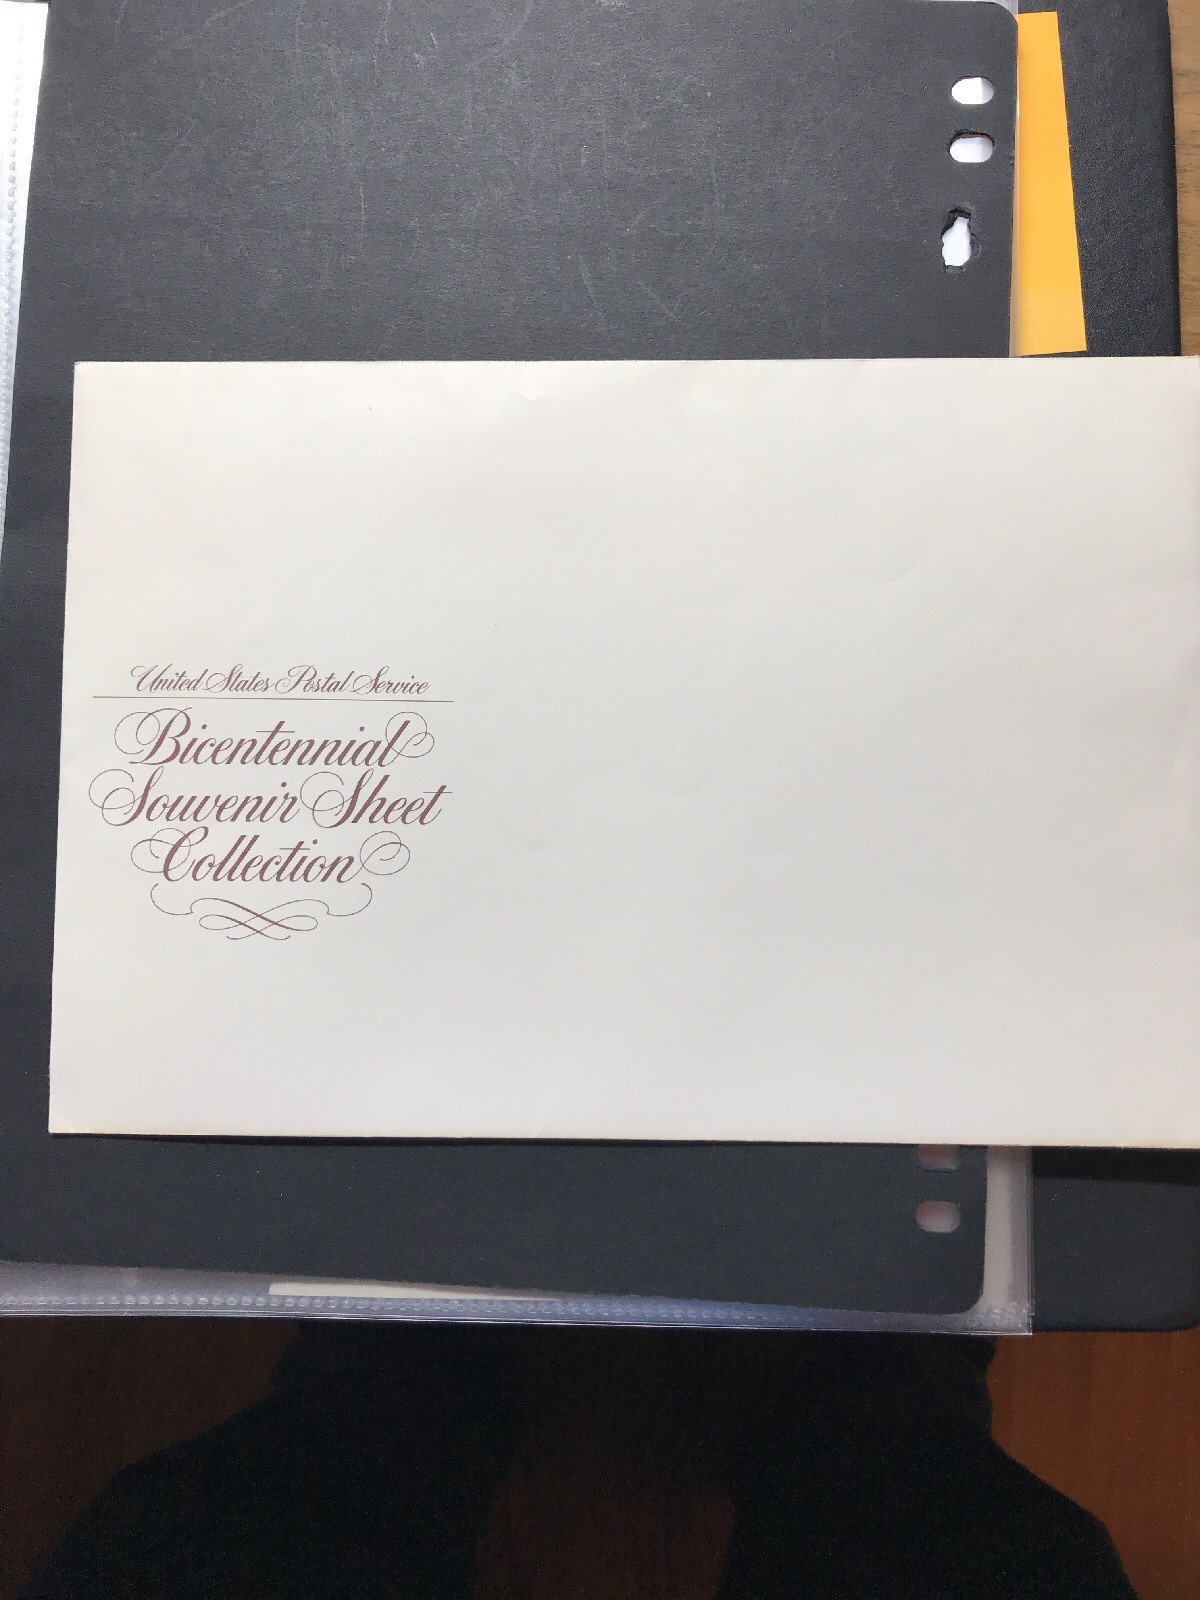 United States Postal Service
Bicentennial
Souvenir Sheet
Collection